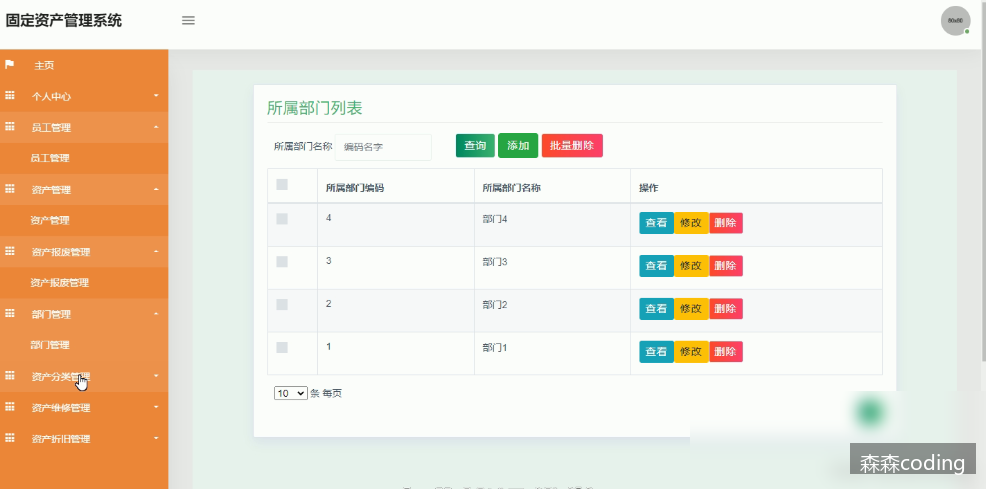 固定资产管理系统
80x80
主页
个人中心
员工管理
员工管理
资产管理
资产管理
资产报废管理
资产报废管理
部门管理
部门管理
资产分类管理
资产维修管理
资产折旧管理
所属部门列表
所属部门名称 编码名字 查询 添加 批量删除
所属部门编码 所属部门名称 操作
4 部门4 查看 修改 删除
3 部门3 查看 修改 删除
2 部门2 查看 修改 删除
1 部门1 查看 修改 删除
10 条 每页
森森coding